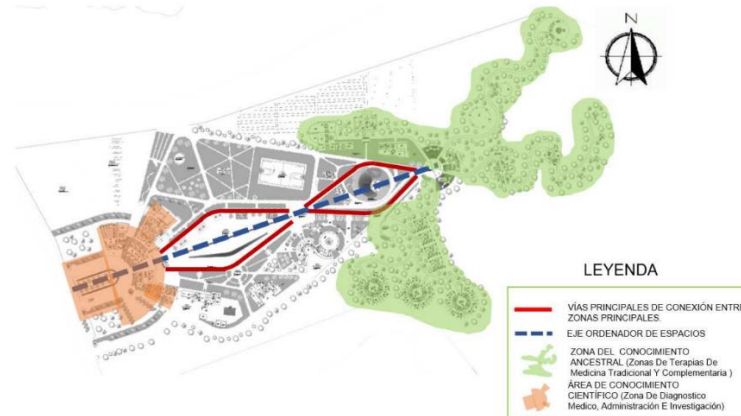 N
LEYENDA
VÍAS PRINCIPALES DE CONEXIÓN ENTRE
ZONAS PRINCIPALES.
EJE ORDENADOR DE ESPACIOS
ZONA DEL CONOCIMIENTO
ANCESTRAL (Zonas De Terapias De
Medicina Tradicional Y Complementaria )
ÁREA DE CONOCIMIENTO
CIENTÍFICO (Zona De Diagnostico
Medico, Administración E Investigación)